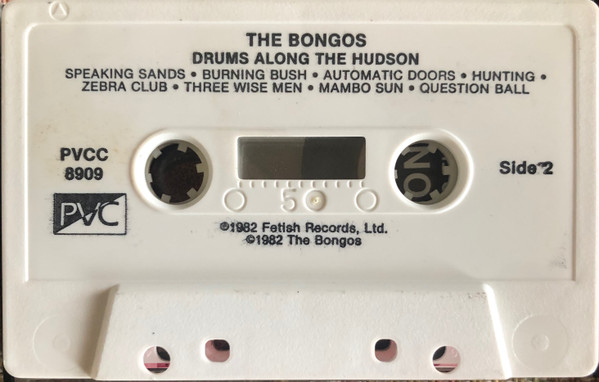 THE BONGOS
DRUMS ALONG THE HUDSON
SPEAKING SANDS • BURNING BUSH • AUTOMATIC DOORS • HUNTING •
ZEBRA CLUB • THREE WISE MEN • MAMBO SUN • QUESTION BALL
PVCC
8909
Side 2
PVC
5
NO
℗1982 Fetish Records, Ltd.
©1982 The Bongos